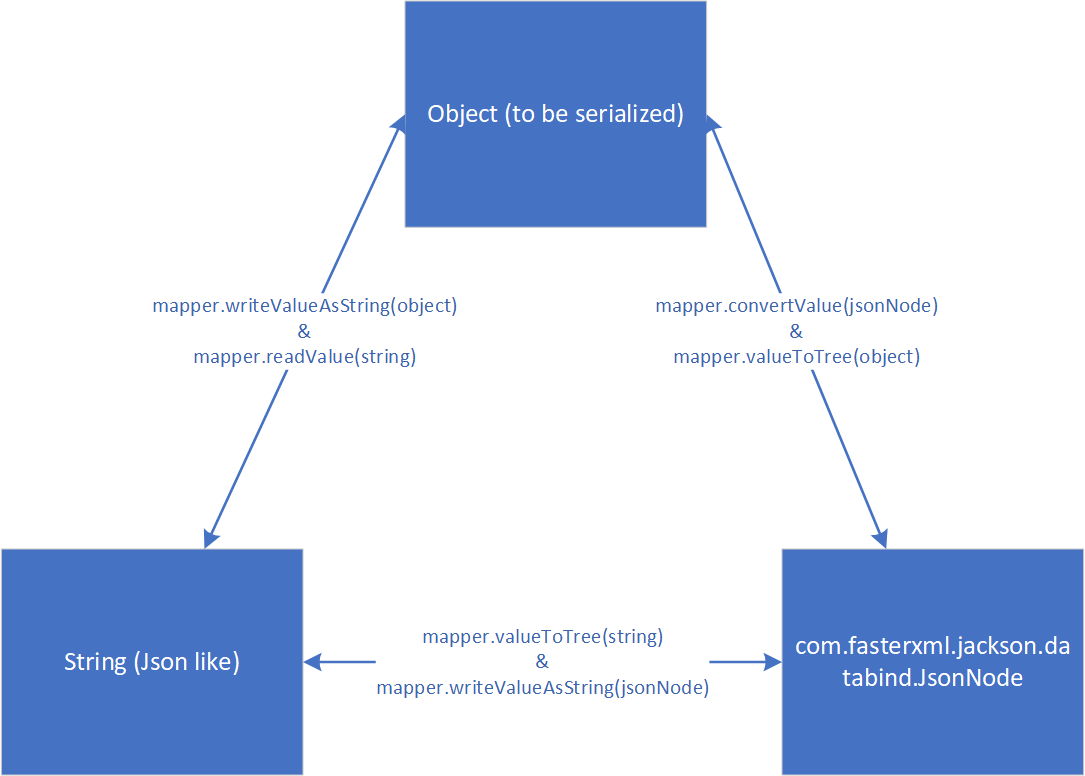 Object (to be serialized)
mapper.writeValueAsString(object)
&
mapper.readValue(string)
mapper.convertValue(jsonNode)
&
mapper.valueToTree(object)
String (Json like)
mapper.valueToTree(string)
&
mapper.writeValueAsString(jsonNode)
com.fasterxml.jackson.da
tabind.JsonNode